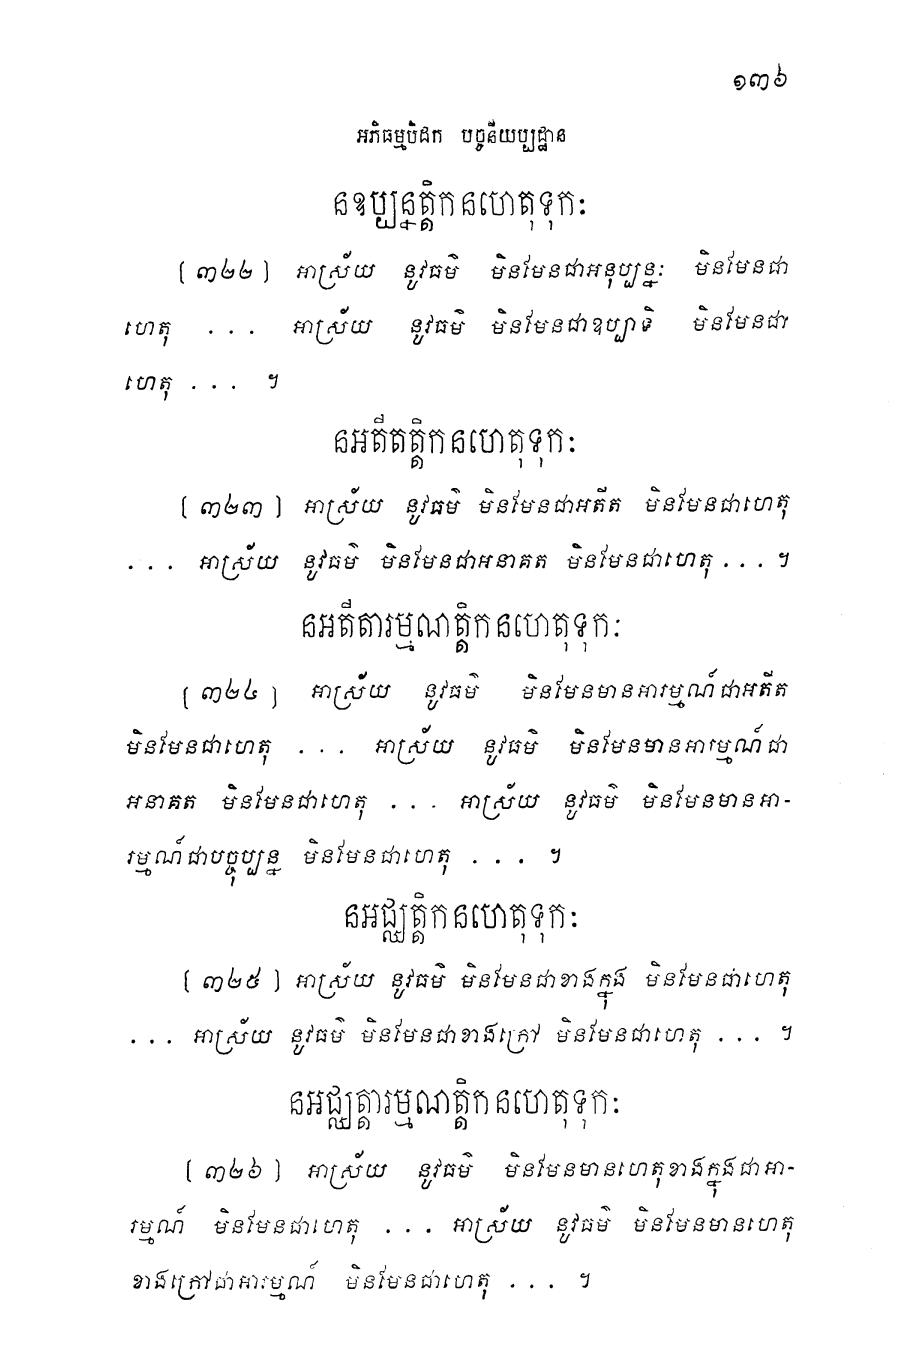 ១៣៦
អភិធម្មបិដក បច្ចនីយប្បដ្ឋាន
នឧប្បន្នត្តិកនហេតុទុកៈ
[៣២២] អាស្រ័យ នូវធម៌ មិនមែនជាអនុប្បន្នៈ មិនមែនជា
ហេតុ ... អាស្រ័យ នូវធម៌ មិនមែនជាឧប្បាទិ មិនមែនជា
ហេតុ ... ។
នអតីតត្តិកនហេតុទុកៈ
[៣២៣] អាស្រ័យ នូវធម៌ មិនមែនជាអតីត មិនមែនជាហេតុ
... អាស្រ័យ នូវធម៌ មិនមែនជាអនាគត មិនមែនជាហេតុ ... ។
នអតីតារម្មណត្តិកនហេតុទុកៈ
[៣២៤] អាស្រ័យ នូវធម៌ មិនមែនមានអារម្មណ៍ជាអតីត
មិនមែនជាហេតុ ... អាស្រ័យ នូវធម៌ មិនមែនមានអារម្មណ៍ជា
អនាគត មិនមែនជាហេតុ ... អាស្រ័យ នូវធម៌ មិនមែនមានអា-
រម្មណ៍ជាបច្ចុប្បន្ន មិនមែនជាហេតុ ... ។
នអជ្ឈត្តិកនហេតុទុកៈ
[៣២៥] អាស្រ័យ នូវធម៌ មិនមែនជាខាងក្នុង មិនមែនជាហេតុ
... អាស្រ័យ នូវធម៌ មិនមែនជាខាងក្រៅ មិនមែនជាហេតុ ... ។
នអជ្ឈត្តារម្មណត្តិកនហេតុទុកៈ
[៣២៦] អាស្រ័យ នូវធម៌ មិនមែនមានហេតុខាងក្នុងជាអា-
រម្មណ៍ មិនមែនជាហេតុ ... អាស្រ័យ នូវធម៌ មិនមែនមានហេតុ
ខាងក្រៅជាអារម្មណ៍ មិនមែនជាហេតុ ... ។